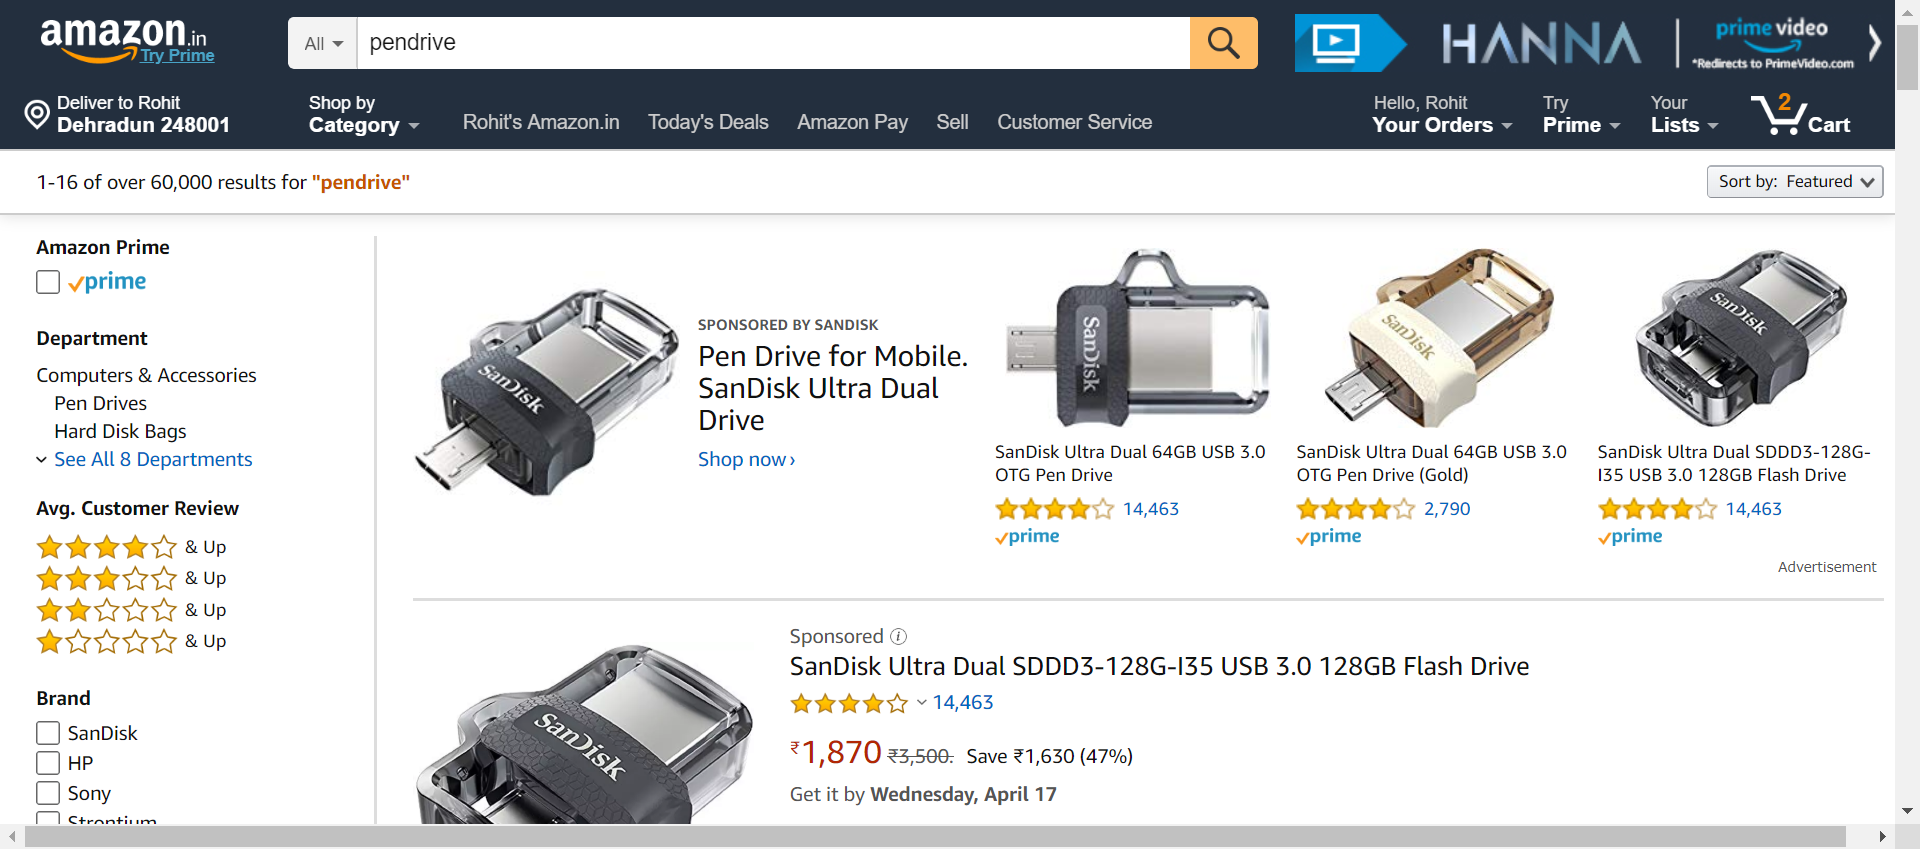 amazon.in
Try Prime
All
pendrive
HANNA
prime video
*Redirects to PrimeVideo.com
Deliver to Rohit
Dehradun 248001
Shop by
Category
Rohit's Amazon.in
Today's Deals
Amazon Pay
Sell
Customer Service
Hello, Rohit
Your Orders
Try
Prime
Your
Lists
2
Cart
1-16 of over 60,000 results for "pendrive"
Sort by: Featured
Amazon Prime
prime
Department
Computers & Accessories
Pen Drives
Hard Disk Bags
See All 8 Departments
Avg. Customer Review
& Up
& Up
& Up
& Up
Brand
SanDisk
HP
Sony
Strontium
SanDisk
SPONSORED BY SANDISK
Pen Drive for Mobile.
SanDisk Ultra Dual
Drive
Shop now ›
SanDisk
SanDisk Ultra Dual 64GB USB 3.0
OTG Pen Drive
14,463
prime
SanDisk
SanDisk Ultra Dual 64GB USB 3.0
OTG Pen Drive (Gold)
2,790
prime
SanDisk
SanDisk Ultra Dual SDDD3-128G-
I35 USB 3.0 128GB Flash Drive
14,463
prime
Advertisement
SanDisk
Sponsored
SanDisk Ultra Dual SDDD3-128G-I35 USB 3.0 128GB Flash Drive
14,463
₹1,870 ₹3,500. Save ₹1,630 (47%)
Get it by Wednesday, April 17